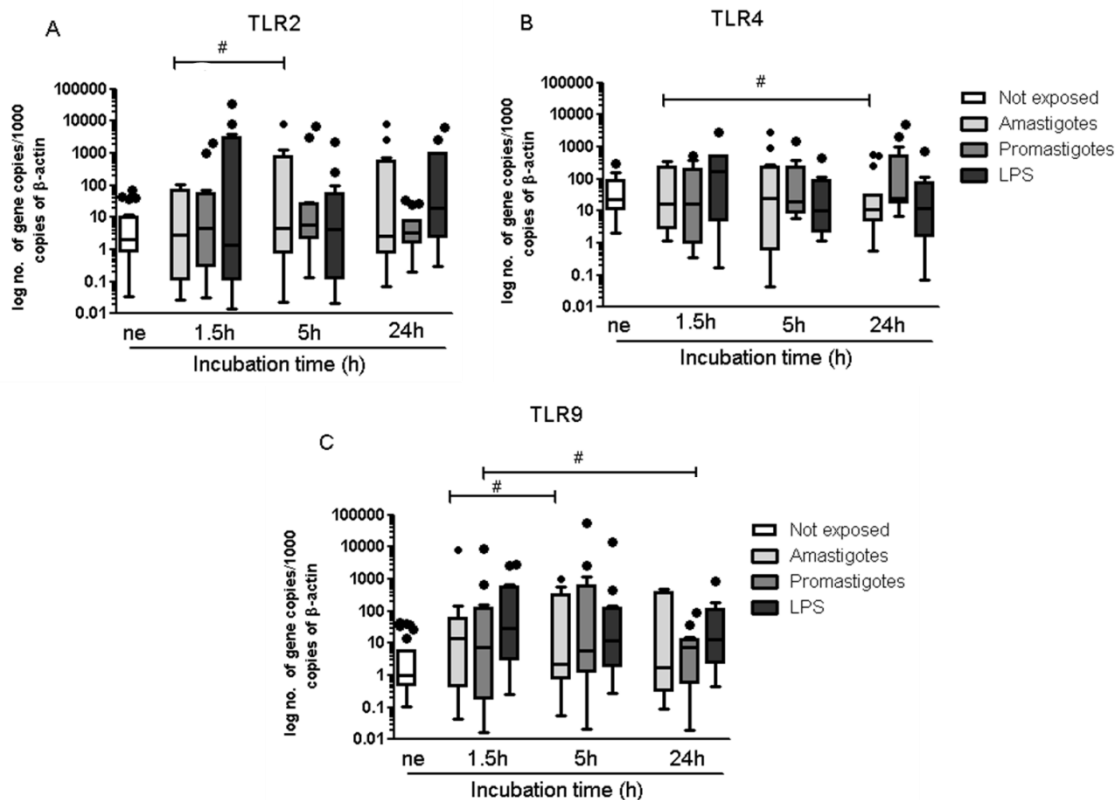 A
TLR2
#
log no. of gene copies/1000
copies of β-actin
100000
10000
1000
100
10
1
0.1
0.01
ne
1.5h
5h
24h
Incubation time (h)
B
TLR4
#
log no. of gene copies/1000
copies of β-actin
100000
10000
1000
100
10
1
0.1
0.01
ne
1.5h
5h
24h
Incubation time (h)
Not exposed
Amastigotes
Promastigotes
LPS
C
TLR9
#
#
log no. of gene copies/1000
copies of β-actin
100000
10000
1000
100
10
1
0.1
0.01
ne
1.5h
5h
24h
Incubation time (h)
Not exposed
Amastigotes
Promastigotes
LPS